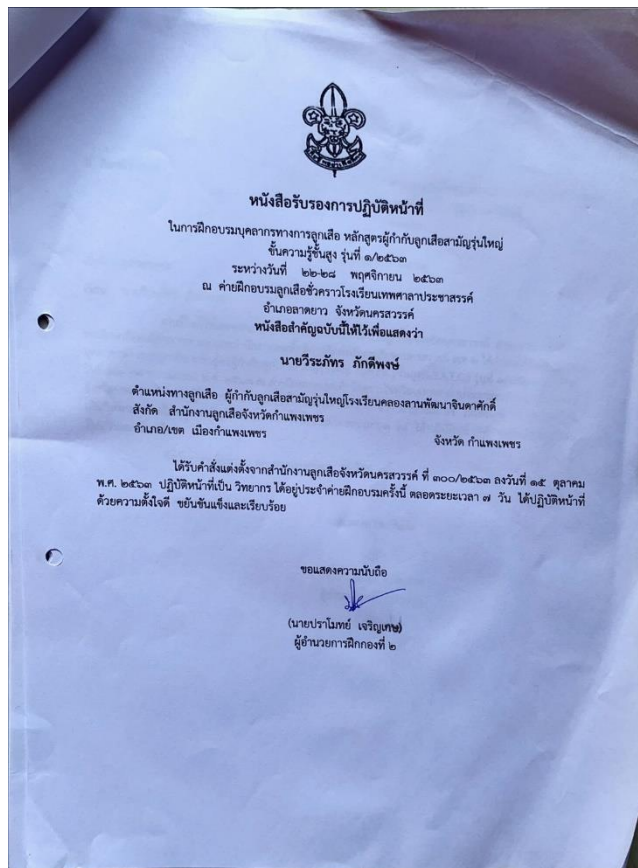 หนังสือรับรองการปฏิบัติหน้าที่
ในการฝึกอบรมบุคลากรทางการลูกเสือ หลักสูตรผู้กำกับลูกเสือสามัญรุ่นใหญ่
ขั้นความรู้ชั้นสูง รุ่นที่ ๑/๒๕๖๓
ระหว่างวันที่ ๒๒-๒๘ พฤศจิกายน ๒๕๖๓
ณ ค่ายฝึกอบรมลูกเสือชั่วคราวโรงเรียนเทพศาลาประชาสรรค์
อำเภอลาดยาว จังหวัดนครสวรรค์
หนังสือสำคัญฉบับนี้ให้ไว้เพื่อแสดงว่า
นายวีระภัทร ภักดีพงษ์
ตำแหน่งทางลูกเสือ ผู้กำกับลูกเสือสามัญรุ่นใหญ่โรงเรียนคลองลานพัฒนาจินดาศักดิ์
สังกัด สำนักงานลูกเสือจังหวัดกำแพงเพชร
อำเภอ/เขต เมืองกำแพงเพชร จังหวัด กำแพงเพชร
ได้รับคำสั่งแต่งตั้งจากสำนักงานลูกเสือจังหวัดนครสวรรค์ ที่ ๓๐๐/๒๕๖๓ ลงวันที่ ๑๕ ตุลาคม
พ.ศ. ๒๕๖๓ ปฏิบัติหน้าที่เป็น วิทยากร ได้อยู่ประจำค่ายฝึกอบรมครั้งนี้ ตลอดระยะเวลา ๗ วัน ได้ปฏิบัติหน้าที่
ด้วยความตั้งใจดี ขยันขันแข็งและเรียบร้อย
ขอแสดงความนับถือ
(นายปราโมทย์ เจริญเกษ)
ผู้อำนวยการฝึกกองที่ ๒